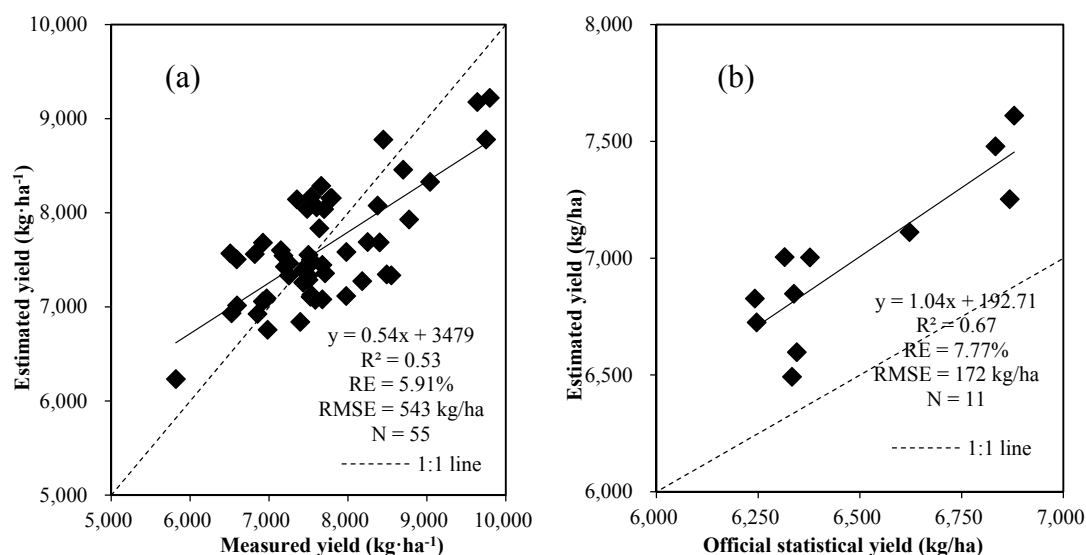 10,000
9,000
8,000
7,000
6,000
5,000
Estimated yield (kg·ha⁻¹)
(a)
y = 0.54x + 3479
R² = 0.53
RE = 5.91%
RMSE = 543 kg/ha
N = 55
1:1 line
5,000 6,000 7,000 8,000 9,000 10,000
Measured yield (kg·ha⁻¹)
8,000
7,500
7,000
6,500
6,000
Estimated yield (kg/ha)
(b)
y = 1.04x + 192.71
R² = 0.67
RE = 7.77%
RMSE = 172 kg/ha
N = 11
1:1 line
6,000 6,250 6,500 6,750 7,000
Official statistical yield (kg/ha)